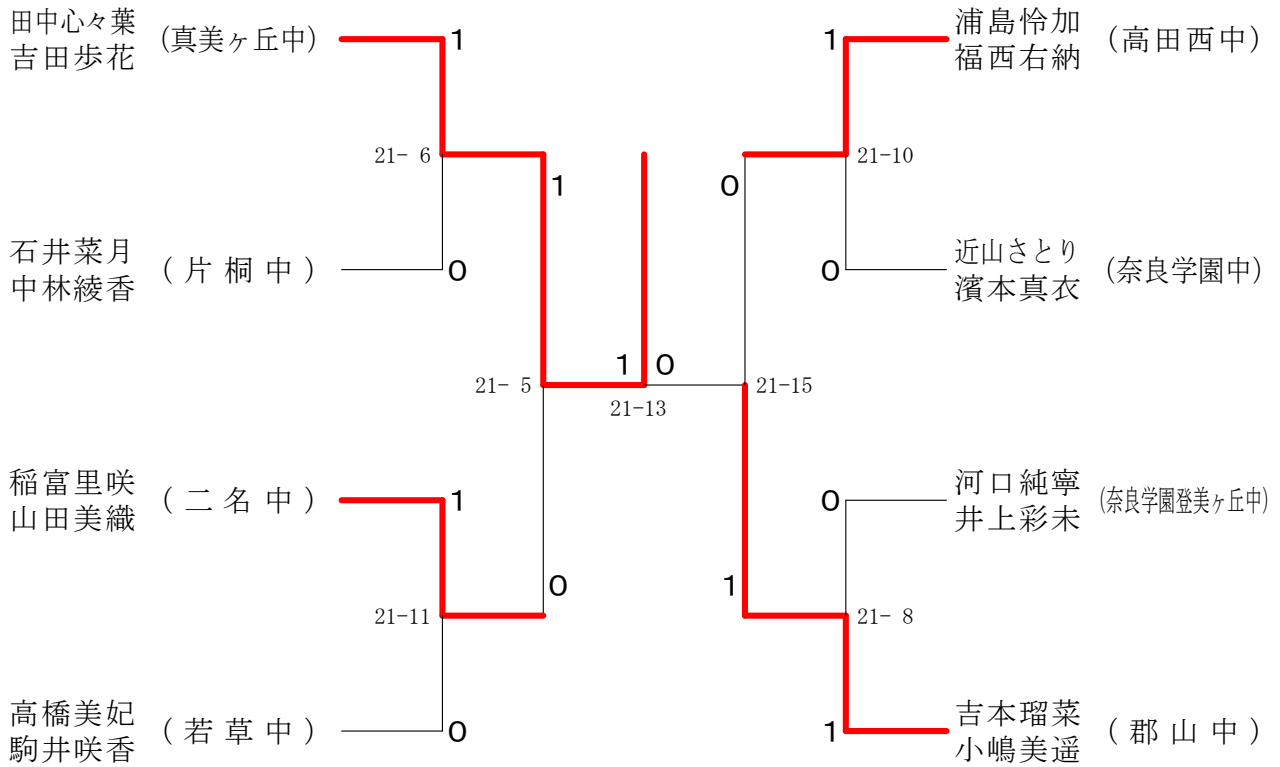 田中心々葉
吉田歩花
(真美ヶ丘中)
1
浦島怜加
福西右納
(高田西中)
1
21- 6
1
0
21-10
石井菜月
中林綾香
(片桐中)
0
近山さとり
濱本真衣
(奈良学園中)
0
21- 5
1
0
21-13
21-15
稲富里咲
山田美織
(二名中)
1
河口純寧
井上彩未
(奈良学園登美ヶ丘中)
0
21-11
0
1
21- 8
高橋美妃
駒井咲香
(若草中)
0
吉本瑠菜
小嶋美遥
(郡山中)
1